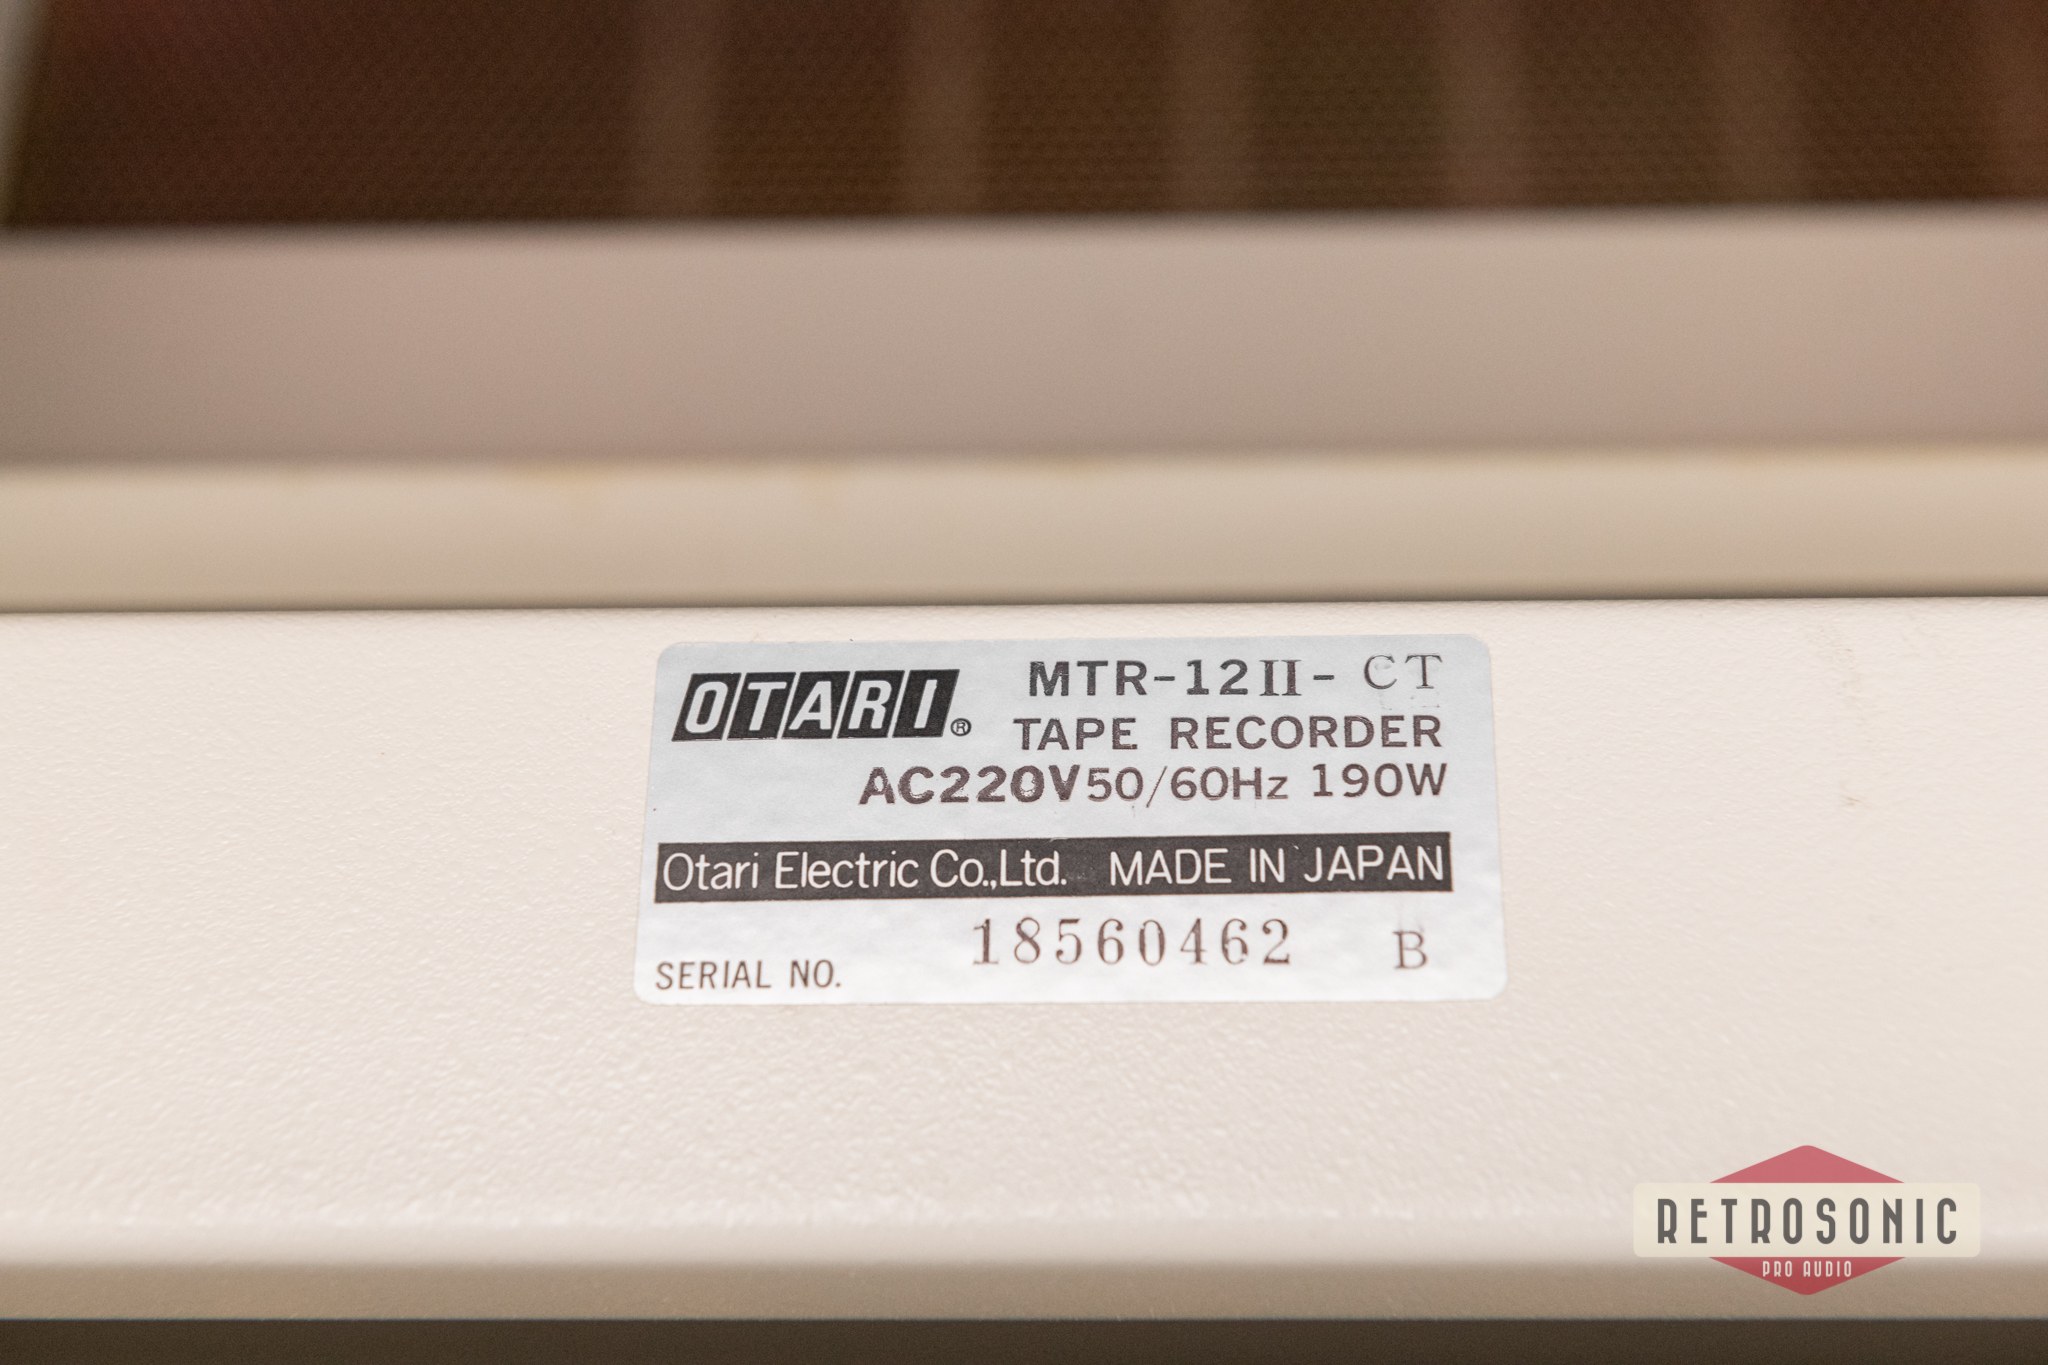 OTARI® MTR-12II-CT
TAPE RECORDER
AC220V50/60Hz 190W
Otari Electric Co.,Ltd. MADE IN JAPAN
SERIAL NO. 18560462 B
RETROSONIC
PRO AUDIO